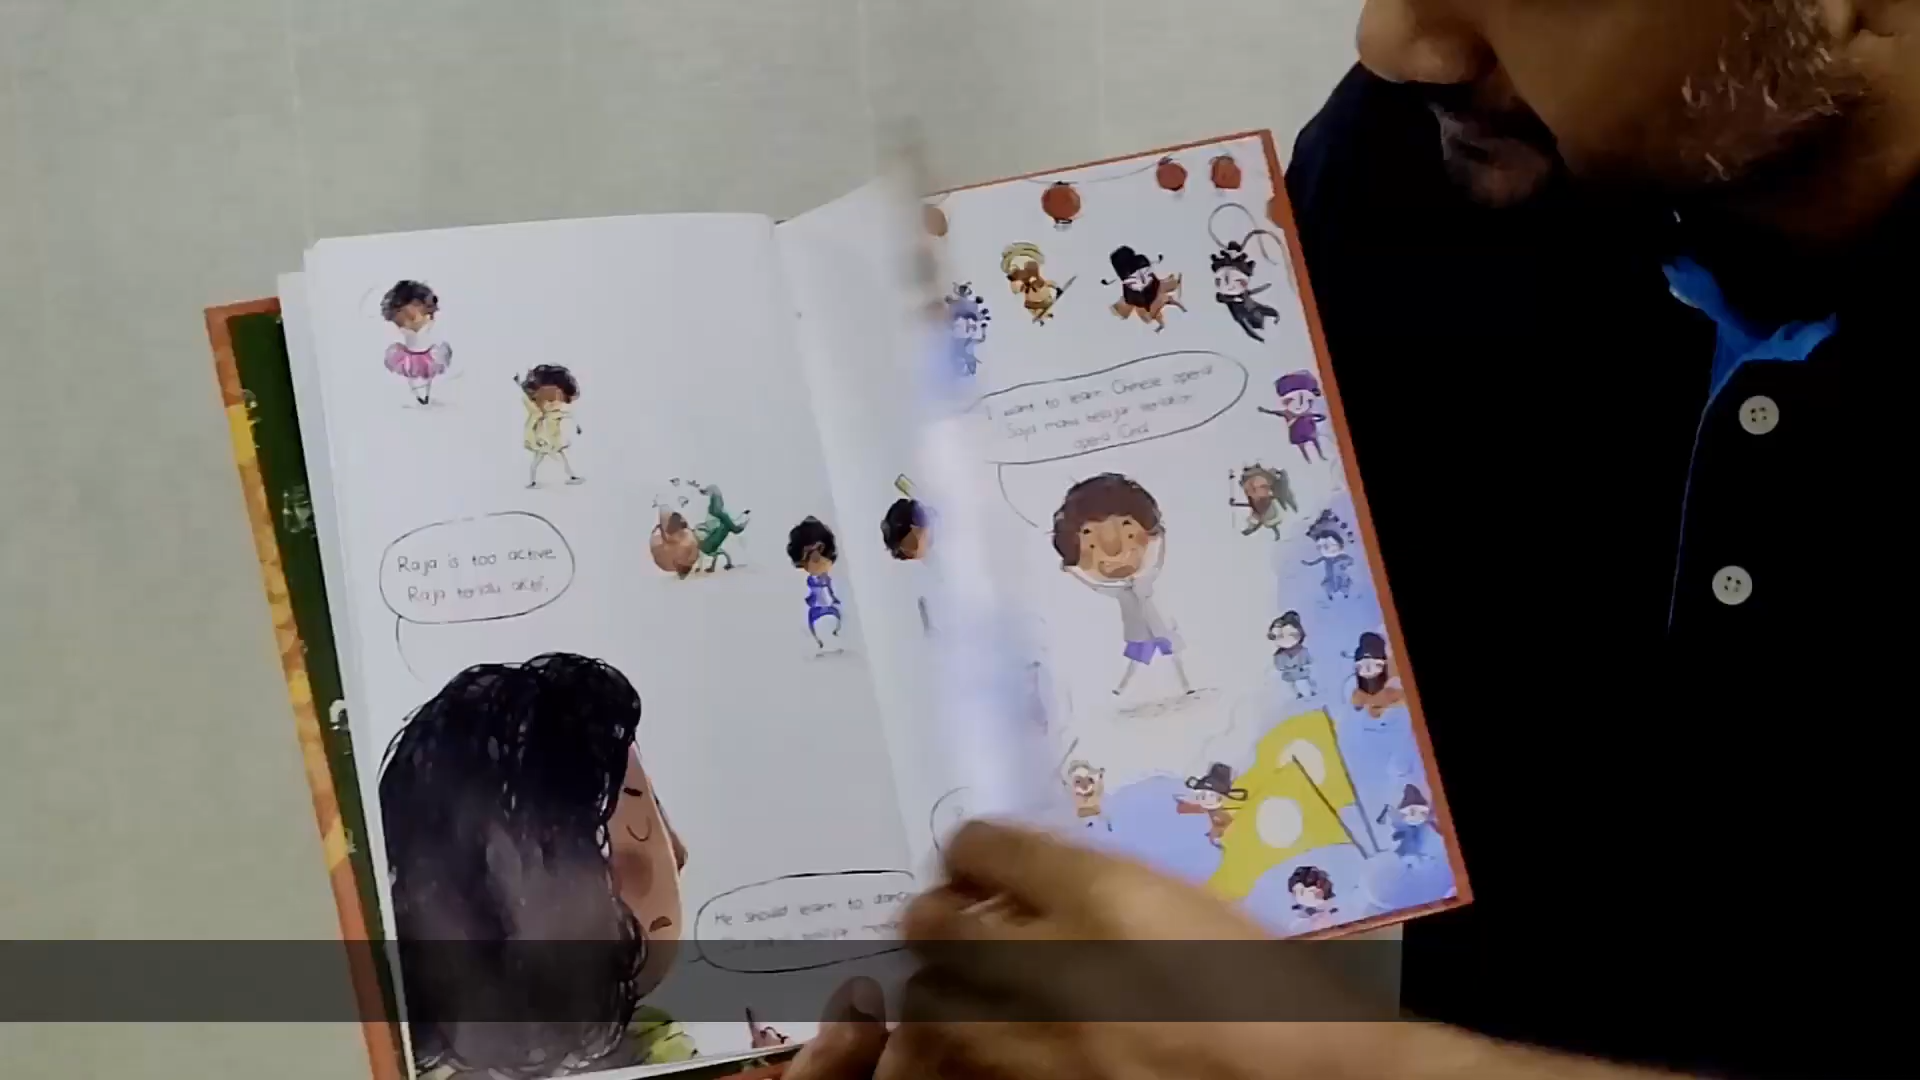 Raja is too active.
Raja terlalu aktif.
He should learn to
I want to learn Chinese opera!
Saya mahu belajar
opera Cina!